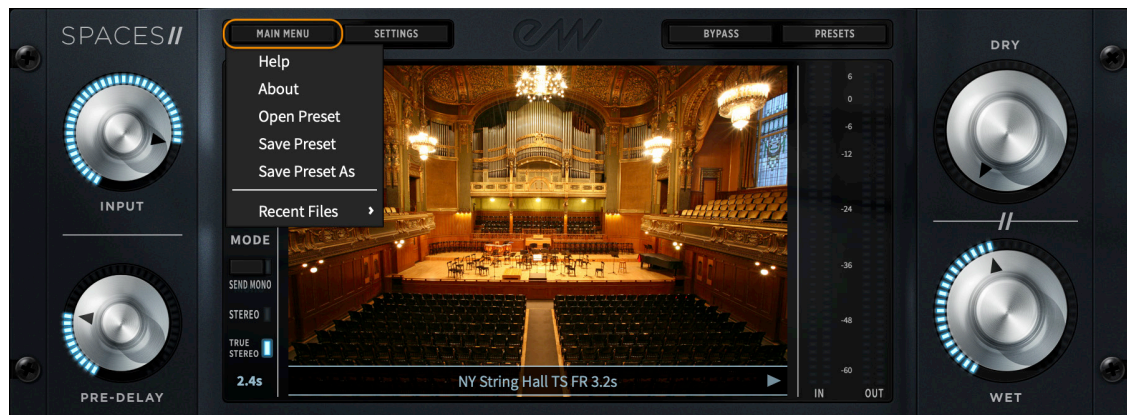 SPACES II
MAIN MENU
SETTINGS
BYPASS
PRESETS
Help
About
Open Preset
Save Preset
Save Preset As
Recent Files
INPUT
PRE-DELAY
MODE
SEND MONO
STEREO
TRUE
STEREO
2.4s
NY String Hall TS FR 3.2s
6
0
-6
-12
-24
-36
-48
-60
IN OUT
DRY
WET